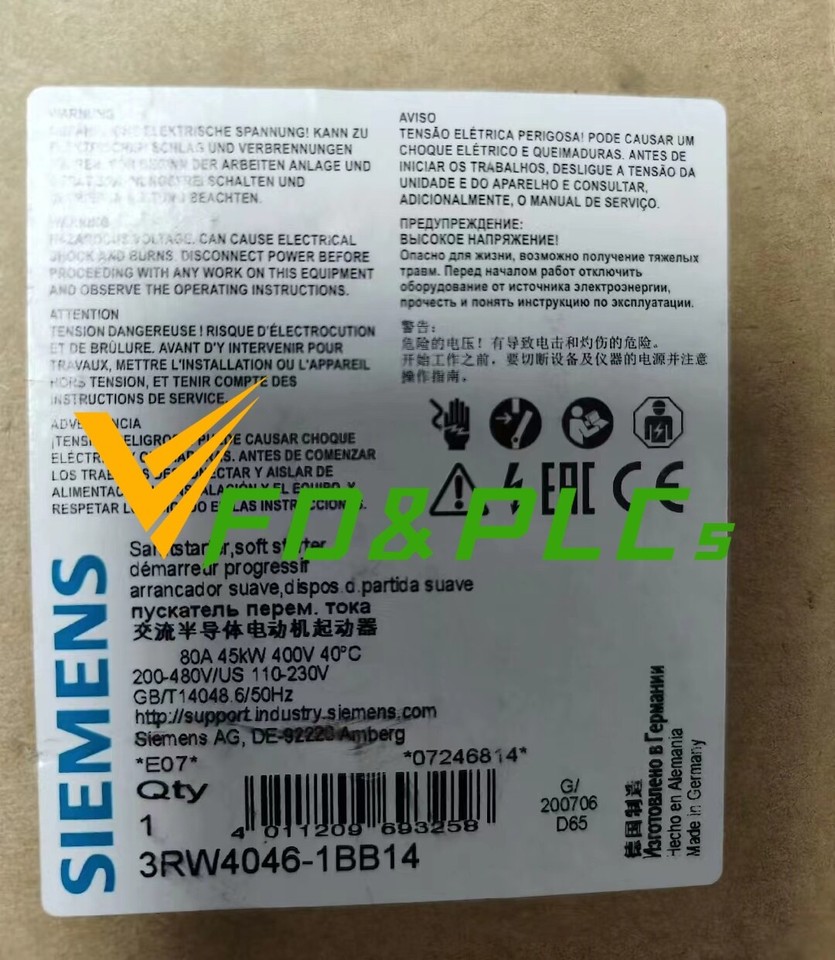 WARNUNG
ELEKTRISCHE SPANNUNG! KANN ZU
SCHLAG UND VERBRENNUNGEN
DER ARBEITEN ANLAGE UND
SCHALTEN UND
BEACHTEN.
WARNING
HAZARDOUS VOLTAGE. CAN CAUSE ELECTRICAL
SHOCK AND BURNS. DISCONNECT POWER BEFORE
PROCEEDING WITH ANY WORK ON THIS EQUIPMENT
AND OBSERVE THE OPERATING INSTRUCTIONS.
ATTENTION
TENSION DANGEREUSE! RISQUE D'ÉLECTROCUTION
ET DE BRÛLURE. AVANT D'Y INTERVENIR POUR
TRAVAUX, METTRE L'INSTALLATION OU L'APPAREIL
HORS TENSION, ET TENIR COMPTE DES
INSTRUCTIONS DE SERVICE.
CAUSAR CHOQUE
ANTES DE COMENZAR
Y AISLAR DE
EL EQUIPO, Y
RESPETAR LAS
AVISO
TENSÃO ELÉTRICA PERIGOSA! PODE CAUSAR UM
CHOQUE ELÉTRICO E QUEIMADURAS. ANTES DE
INICIAR OS TRABALHOS, DESLIGUE A TENSÃO DA
UNIDADE E DO APARELHO E CONSULTAR,
ADICIONALMENTE, O MANUAL DE SERVIÇO.
ПРЕДУПРЕЖДЕНИЕ:
ВЫСОКОЕ НАПРЯЖЕНИЕ!
Опасно для жизни, возможно получение тяжелых
травм. Перед началом работ отключить
оборудование от источника электроэнергии,
прочесть и понять инструкцию по эксплуатации.
警告:
危险的电压! 有导致电击和灼伤的危险。
开始工作之前, 要切断设备及仪器的电源并注意
操作指南。
EAC CE
VFD&PLCs
SIEMENS
soft starter
démarreur progressif
arrancador suave,dispos.d.partida suave
пускатель перем. тока
交流半导体电动机起动器
80A 45kW 400V 40°C
200-480V/US 110-230V
GB/T14048.6/50Hz
http://support.industry.siemens.com
Siemens AG, DE-92220 Amberg
*E07* *07246814*
Qty
1
4 011209 693258
3RW4046-1BB14
G/
200706
D65
德国制造
Изготовлено в Германии
Hecho en Alemania
Made in Germany